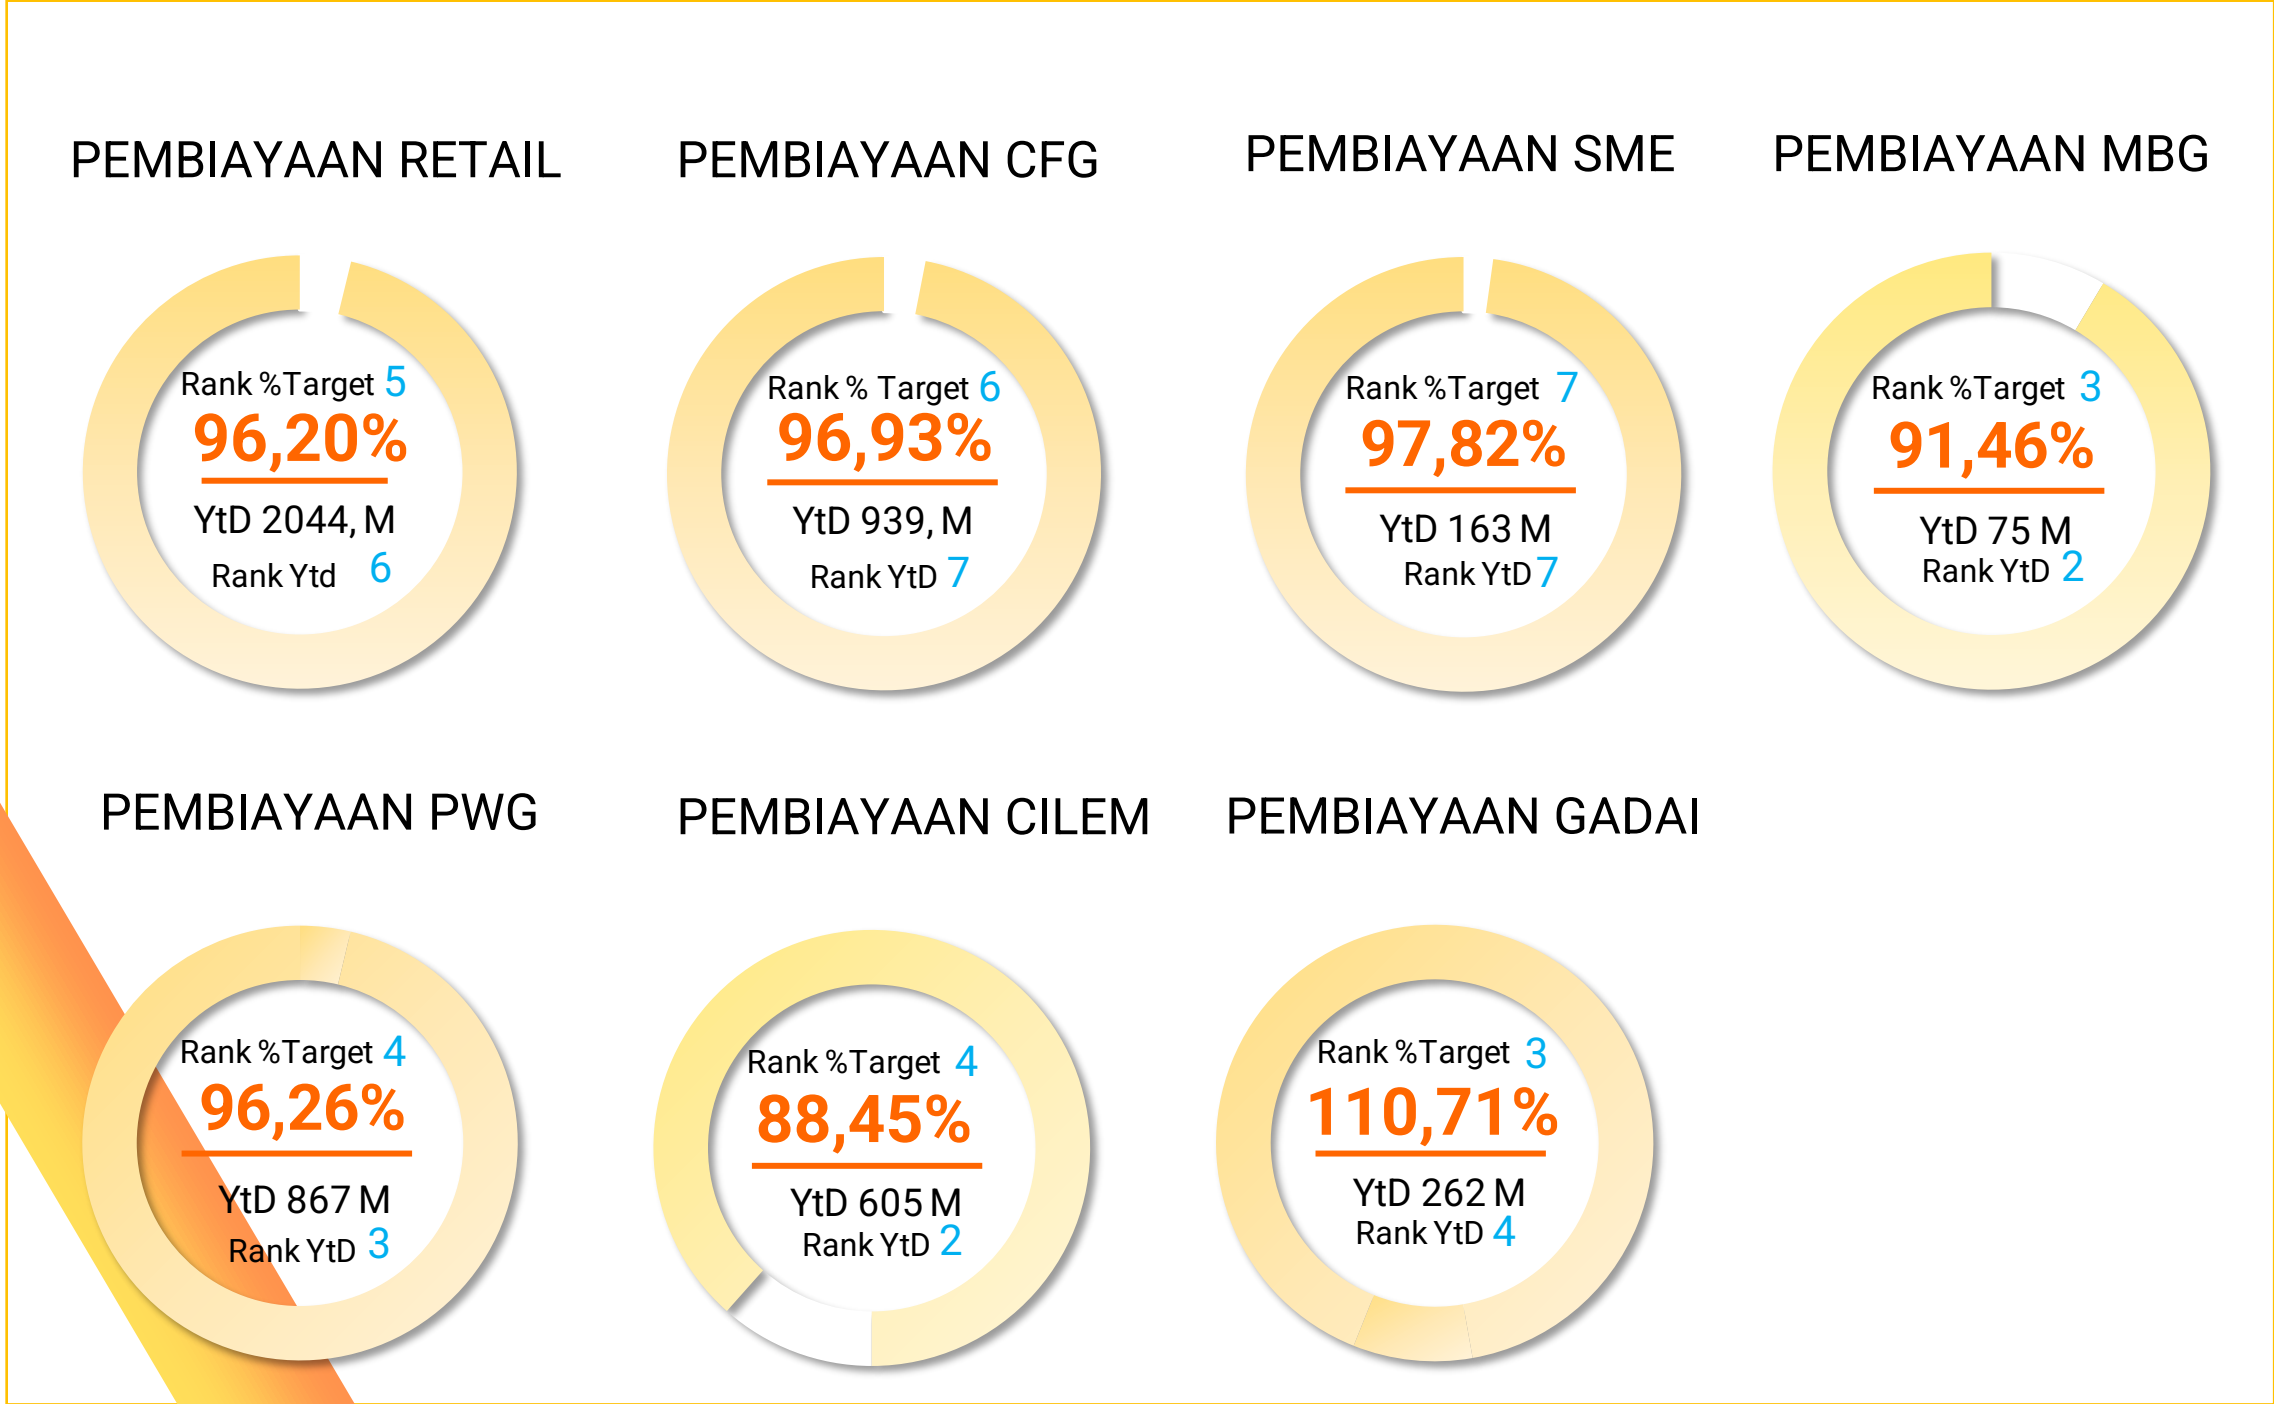 PEMBIAYAAN RETAIL
Rank %Target 5
96,20%
YtD 2044, M
Rank Ytd 6
PEMBIAYAAN CFG
Rank % Target 6
96,93%
YtD 939, M
Rank YtD 7
PEMBIAYAAN SME
Rank %Target 7
97,82%
YtD 163 M
Rank YtD 7
PEMBIAYAAN MBG
Rank %Target 3
91,46%
YtD 75 M
Rank YtD 2
PEMBIAYAAN PWG
Rank %Target 4
96,26%
YtD 867 M
Rank YtD 3
PEMBIAYAAN CILEM
Rank %Target 4
88,45%
YtD 605 M
Rank YtD 2
PEMBIAYAAN GADAI
Rank %Target 3
110,71%
YtD 262 M
Rank YtD 4